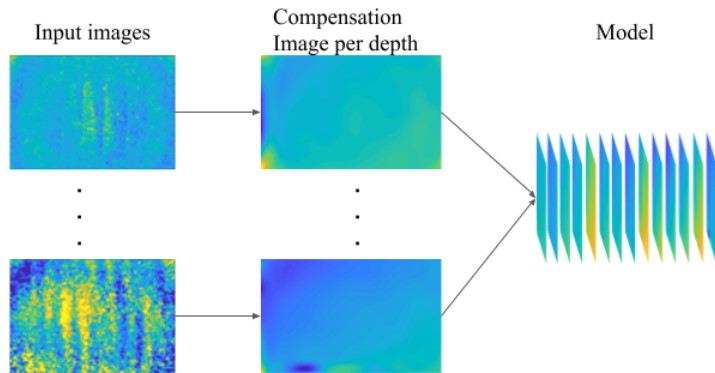 Input images
Compensation
Image per depth
Model